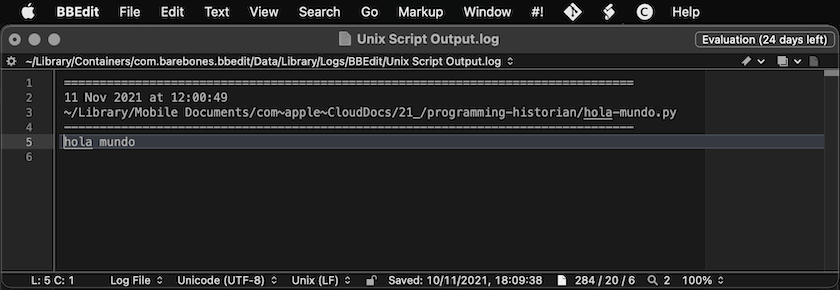 BBEdit File Edit Text View Search Go Markup Window #! Help
Unix Script Output.log Evaluation (24 days left)
~/Library/Containers/com.barebones.bbedit/Data/Library/Logs/BBEdit/Unix Script Output.log
1 ================================================================================
2 11 Nov 2021 at 12:00:49
3 ~/Library/Mobile Documents/com~apple~CloudDocs/21_/programming-historian/hola-mundo.py
4 --------------------------------------------------------------------------------
5 hola mundo
6
L: 5 C: 1 Log File Unicode (UTF-8) Unix (LF) Saved: 10/11/2021, 18:09:38 284 / 20 / 6 2 100%